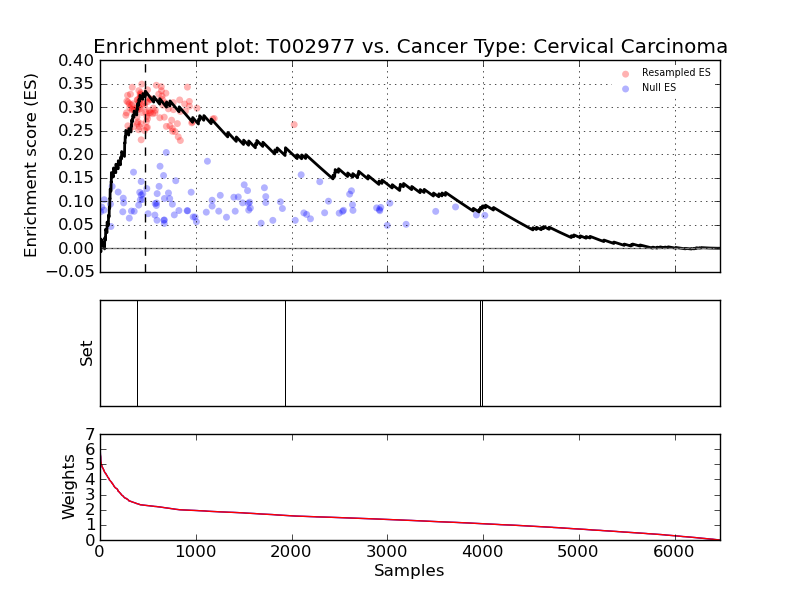 Enrichment plot: T002977 vs. Cancer Type: Cervical Carcinoma
0.40
0.35
0.30
0.25
0.20
0.15
0.10
0.05
0.00
−0.05
Enrichment score (ES)
Resampled ES
Null ES
Set
7
6
5
4
3
2
1
0
Weights
0 1000 2000 3000 4000 5000 6000
Samples